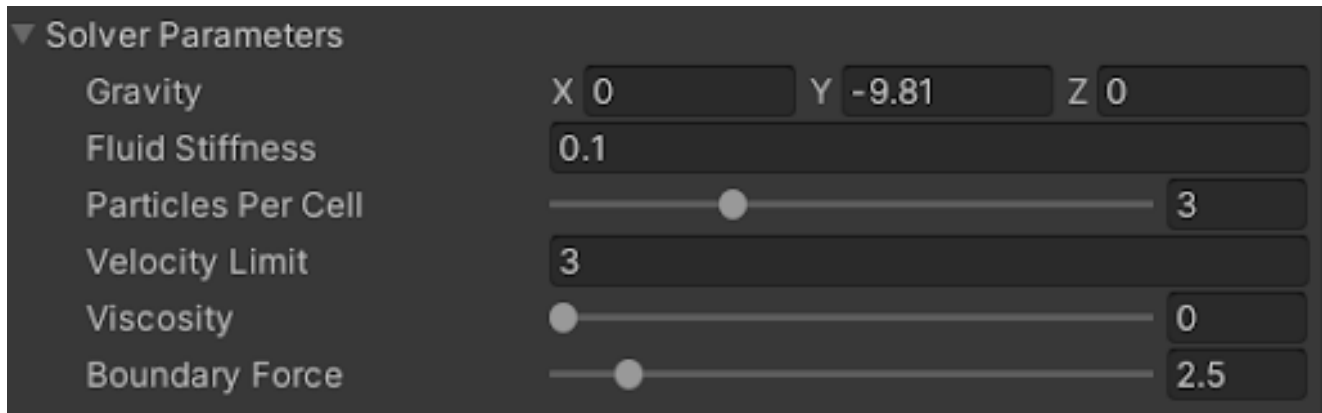 Solver Parameters
Gravity X 0 Y -9.81 Z 0
Fluid Stiffness 0.1
Particles Per Cell 3
Velocity Limit 3
Viscosity 0
Boundary Force 2.5